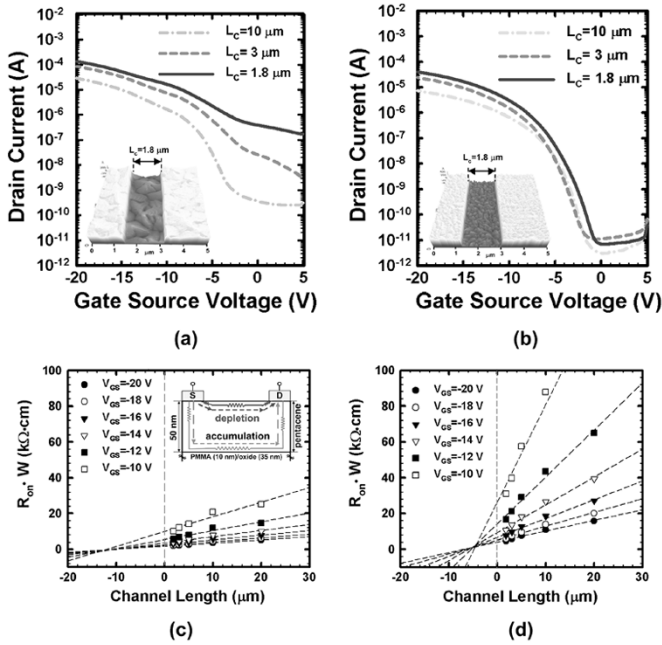 10⁻² 10⁻³ 10⁻⁴ 10⁻⁵ 10⁻⁶ 10⁻⁷ 10⁻⁸ 10⁻⁹ 10⁻¹⁰ 10⁻¹¹ 10⁻¹²
Drain Current (A)
L_C= 10 μm
L_C= 3 μm
L_C= 1.8 μm
L_c=1.8 μm
0 1 2 3 4 5
μm
-20 -15 -10 -5 0 5
Gate Source Voltage (V)
(a)
10⁻² 10⁻³ 10⁻⁴ 10⁻⁵ 10⁻⁶ 10⁻⁷ 10⁻⁸ 10⁻⁹ 10⁻¹⁰ 10⁻¹¹ 10⁻¹²
Drain Current (A)
L_C= 10 μm
L_C= 3 μm
L_C= 1.8 μm
L_c=1.8 μm
0 1 2 3 4 5
μm
-20 -15 -10 -5 0 5
Gate Source Voltage (V)
(b)
100 80 60 40 20 0
R_on· W (kΩ·cm)
V_GS=-20 V
V_GS=-18 V
V_GS=-16 V
V_GS=-14 V
V_GS=-12 V
V_GS=-10 V
S D
depletion
accumulation
50 nm
pentacene
PMMA (10 nm)/oxide (35 nm)
-20 -10 0 10 20 30
Channel Length (μm)
(c)
100 80 60 40 20 0
R_on· W (kΩ·cm)
V_GS=-20 V
V_GS=-18 V
V_GS=-16 V
V_GS=-14 V
V_GS=-12 V
V_GS=-10 V
-20 -10 0 10 20 30
Channel Length (μm)
(d)